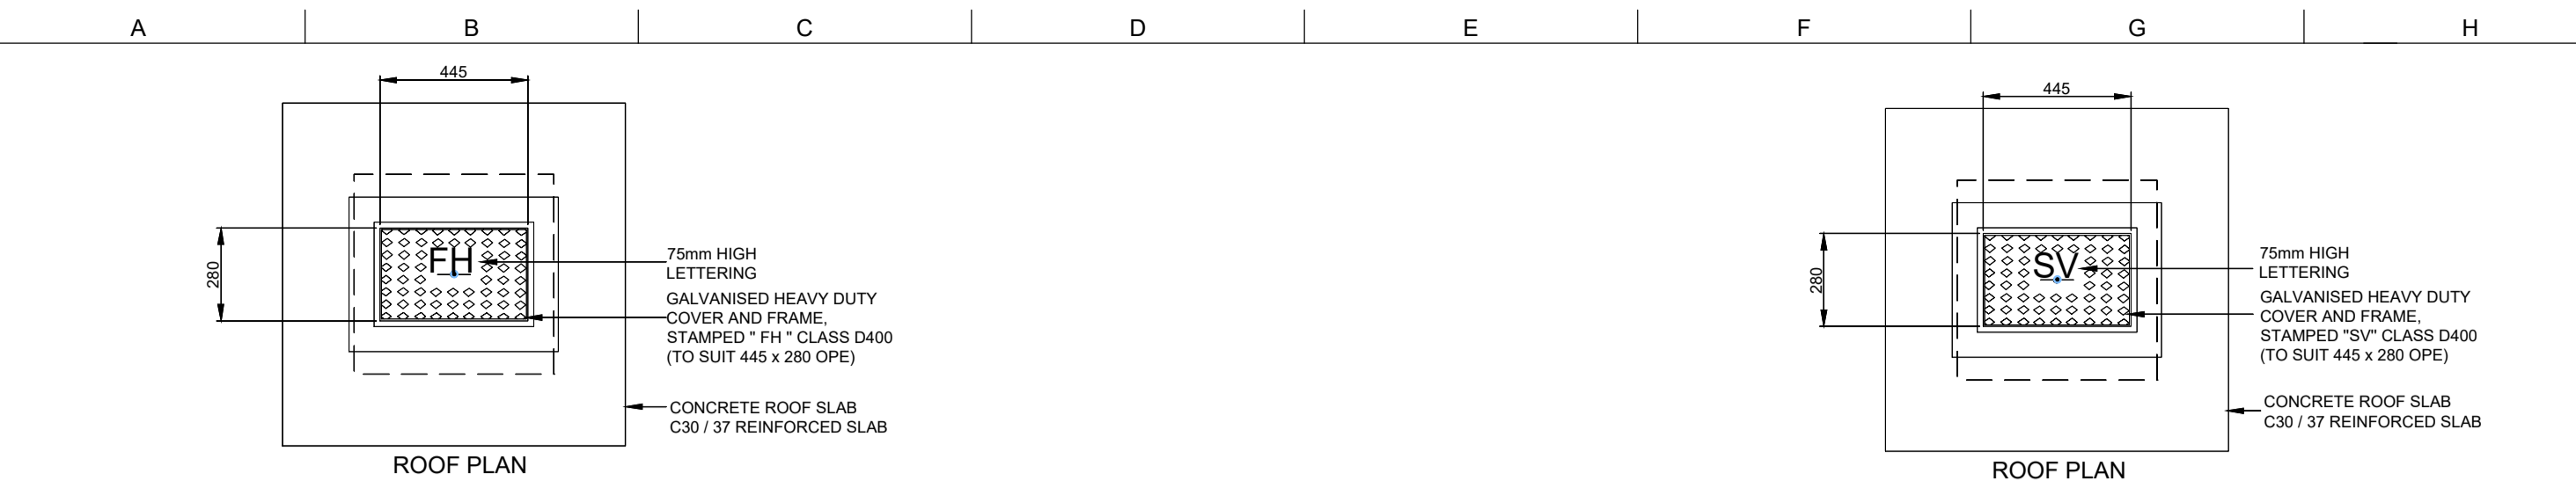 A B C D E F G H
445
280
FH
75mm HIGH
LETTERING
GALVANISED HEAVY DUTY
COVER AND FRAME,
STAMPED " FH " CLASS D400
(TO SUIT 445 x 280 OPE)
CONCRETE ROOF SLAB
C30 / 37 REINFORCED SLAB
ROOF PLAN
445
280
SV
75mm HIGH
LETTERING
GALVANISED HEAVY DUTY
COVER AND FRAME,
STAMPED "SV" CLASS D400
(TO SUIT 445 x 280 OPE)
CONCRETE ROOF SLAB
C30 / 37 REINFORCED SLAB
ROOF PLAN